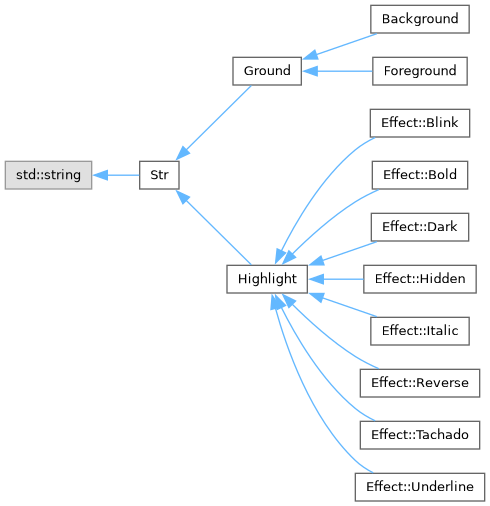 Background
Ground
Foreground
Effect::Blink
std::string
Str
Effect::Bold
Effect::Dark
Highlight
Effect::Hidden
Effect::Italic
Effect::Reverse
Effect::Tachado
Effect::Underline